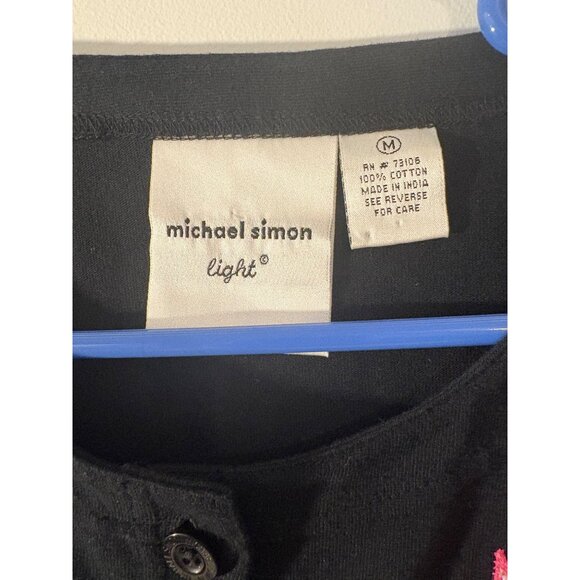 michael simon
light©
M
RN # 73106
100% COTTON
MADE IN INDIA
SEE REVERSE
FOR CARE